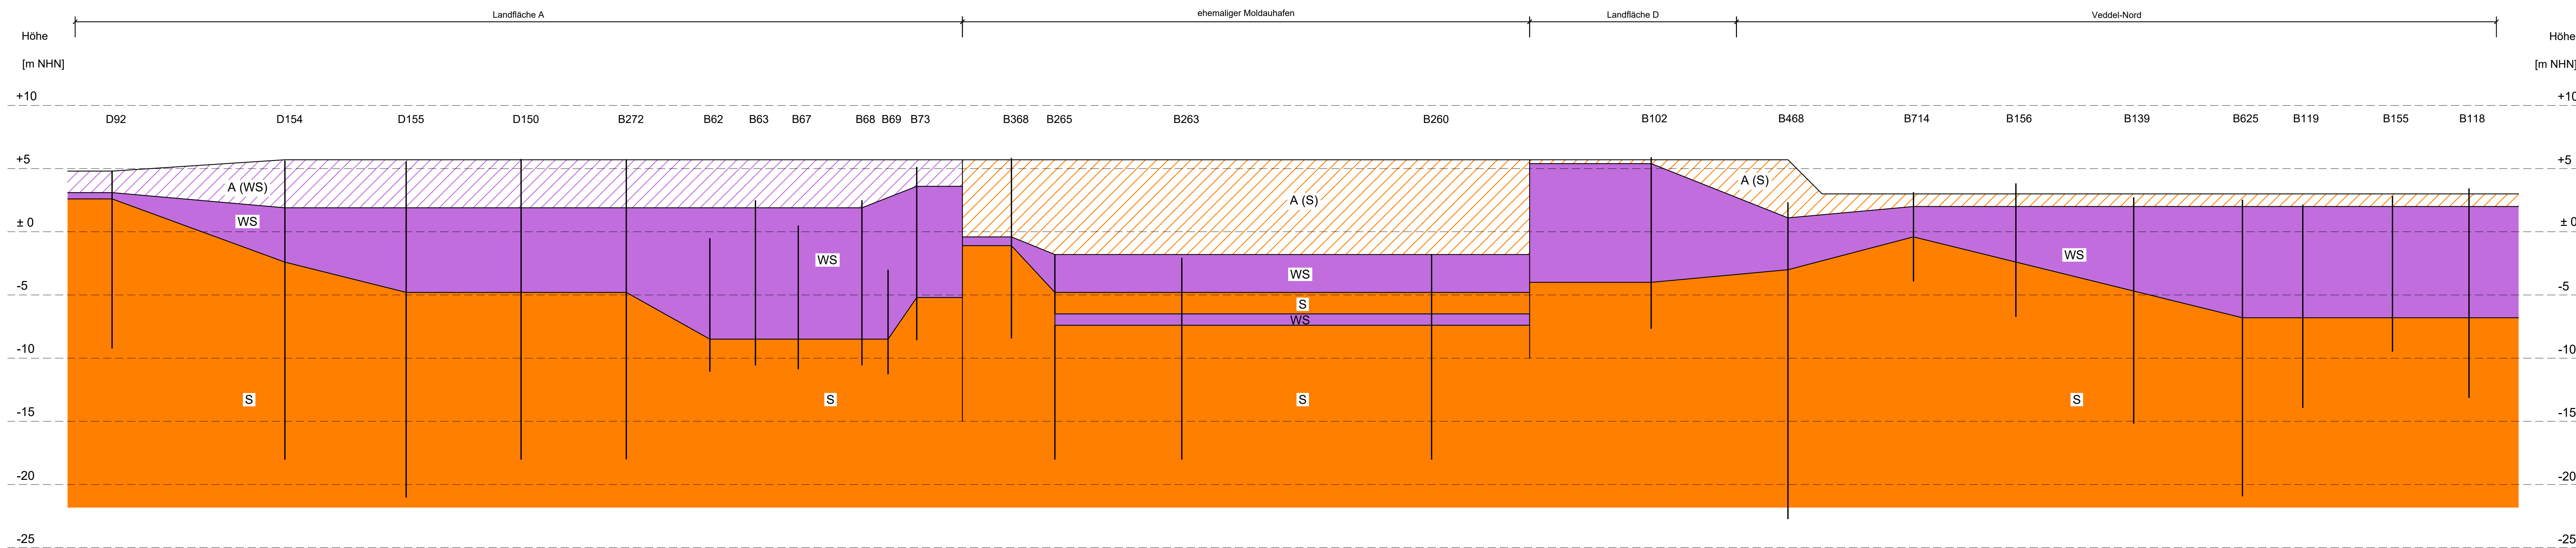 Landfläche A
ehemaliger Moldauhafen
Landfläche D
Veddel-Nord
Höhe
Höhe
[m NHN]
[m NHN]
+10
+10
D92 D154 D155 D150 B272 B62 B63 B67 B68 B69 B73 B368 B265 B263 B260 B102 B468 B714 B156 B139 B625 B119 B155 B118
+5
+5
A (WS)
A (S)
A (S)
± 0
± 0
WS
WS
WS
WS
-5
-5
S
WS
-10
-10
S
S
S
S
-15
-15
-20
-20
-25
-25